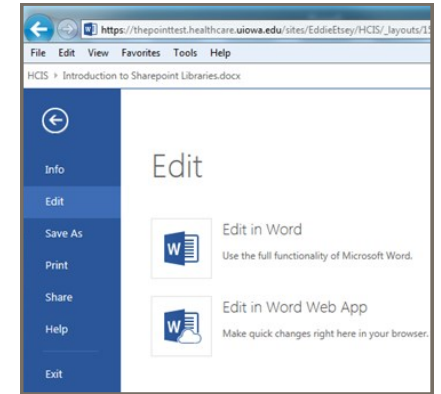 https://thepointtest.healthcare.uiowa.edu/sites/EddieEtsey/HCIS/_layouts/15
File Edit View Favorites Tools Help
HCIS › Introduction to Sharepoint Libraries.docx
Info
Edit
Save As
Print
Share
Help
Exit
Edit
Edit in Word
Use the full functionality of Microsoft Word.
Edit in Word Web App
Make quick changes right here in your browser.